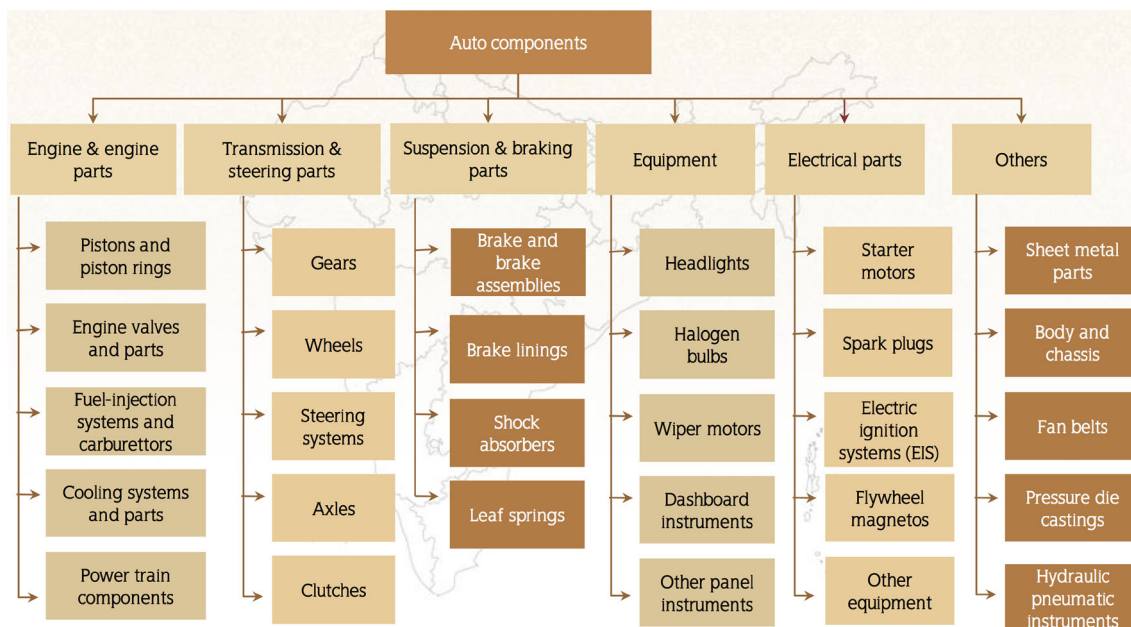 Auto components
Engine & engine
parts
Transmission &
steering parts
Suspension & braking
parts
Equipment
Electrical parts
Others
Pistons and
piston rings
Engine valves
and parts
Fuel-injection
systems and
carburettors
Cooling systems
and parts
Power train
components
Gears
Wheels
Steering
systems
Axles
Clutches
Brake and
brake
assemblies
Brake linings
Shock
absorbers
Leaf springs
Headlights
Halogen
bulbs
Wiper motors
Dashboard
instruments
Other panel
instruments
Starter
motors
Spark plugs
Electric
ignition
systems (EIS)
Flywheel
magnetos
Other
equipment
Sheet metal
parts
Body and
chassis
Fan belts
Pressure die
castings
Hydraulic
pneumatic
instruments